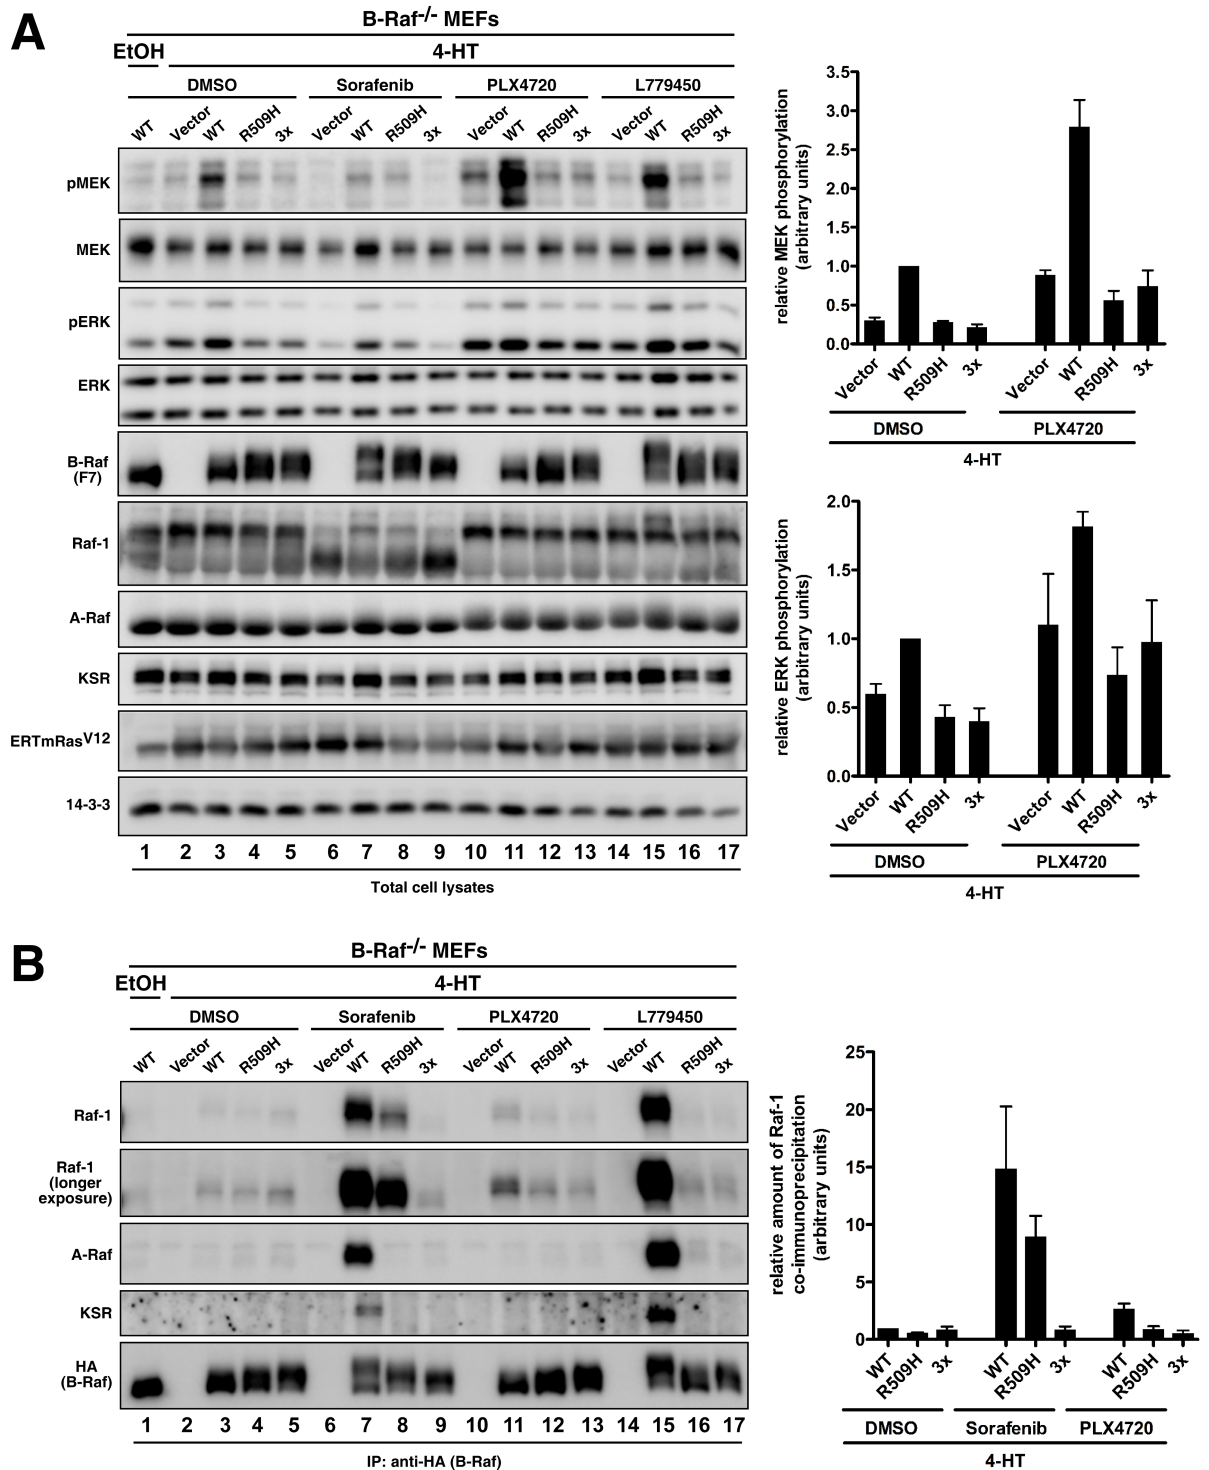 A
B-Raf-/- MEFs
EtOH
4-HT
DMSO
Sorafenib
PLX4720
L779450
WT
Vector
WT
R509H
3x
Vector
WT
R509H
3x
Vector
WT
R509H
3x
Vector
WT
R509H
3x
pMEK
MEK
pERK
ERK
B-Raf
(F7)
Raf-1
A-Raf
KSR
ERTmRasV12
14-3-3
1 2 3 4 5 6 7 8 9 10 11 12 13 14 15 16 17
Total cell lysates
relative MEK phosphorylation
(arbitrary units)
3.5
3.0
2.5
2.0
1.5
1.0
0.5
0.0
Vector
WT
R509H
3x
Vector
WT
R509H
3x
DMSO
PLX4720
4-HT
relative ERK phosphorylation
(arbitrary units)
2.0
1.5
1.0
0.5
0.0
Vector
WT
R509H
3x
Vector
WT
R509H
3x
DMSO
PLX4720
4-HT
B
B-Raf-/- MEFs
EtOH
4-HT
DMSO
Sorafenib
PLX4720
L779450
WT
Vector
WT
R509H
3x
Vector
WT
R509H
3x
Vector
WT
R509H
3x
Vector
WT
R509H
3x
Raf-1
Raf-1
(longer
exposure)
A-Raf
KSR
HA
(B-Raf)
1 2 3 4 5 6 7 8 9 10 11 12 13 14 15 16 17
IP: anti-HA (B-Raf)
relative amount of Raf-1
co-immunoprecipitation
(arbitrary units)
25
20
15
10
5
0
WT
R509H
3x
WT
R509H
3x
WT
R509H
3x
DMSO
Sorafenib
PLX4720
4-HT